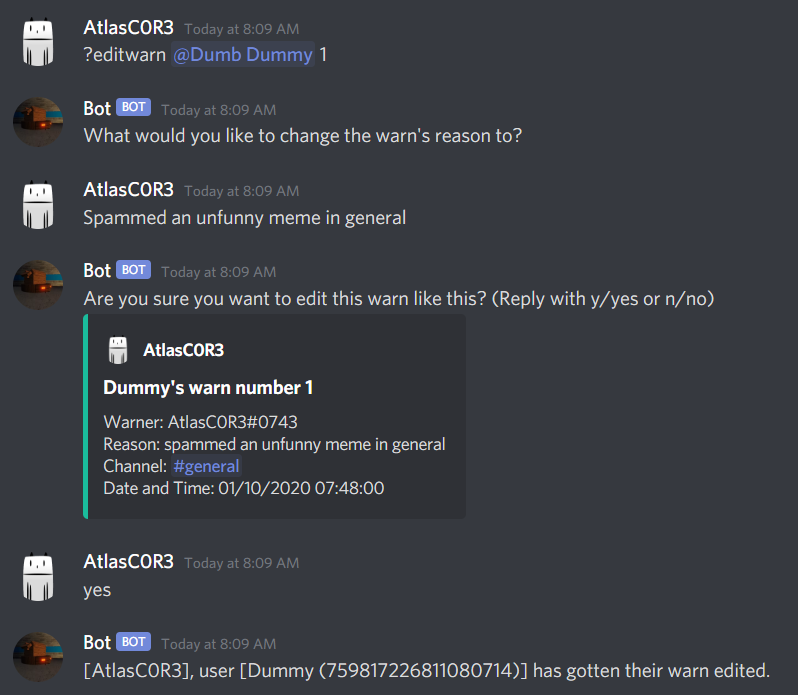 AtlasC0R3 Today at 8:09 AM
?editwarn @Dumb Dummy 1
Bot BOT Today at 8:09 AM
What would you like to change the warn's reason to?
AtlasC0R3 Today at 8:09 AM
Spammed an unfunny meme in general
Bot BOT Today at 8:09 AM
Are you sure you want to edit this warn like this? (Reply with y/yes or n/no)
AtlasC0R3
Dummy's warn number 1
Warner: AtlasC0R3#0743
Reason: spammed an unfunny meme in general
Channel: #general
Date and Time: 01/10/2020 07:48:00
AtlasC0R3 Today at 8:09 AM
yes
Bot BOT Today at 8:09 AM
[AtlasC0R3], user [Dummy (759817226811080714)] has gotten their warn edited.